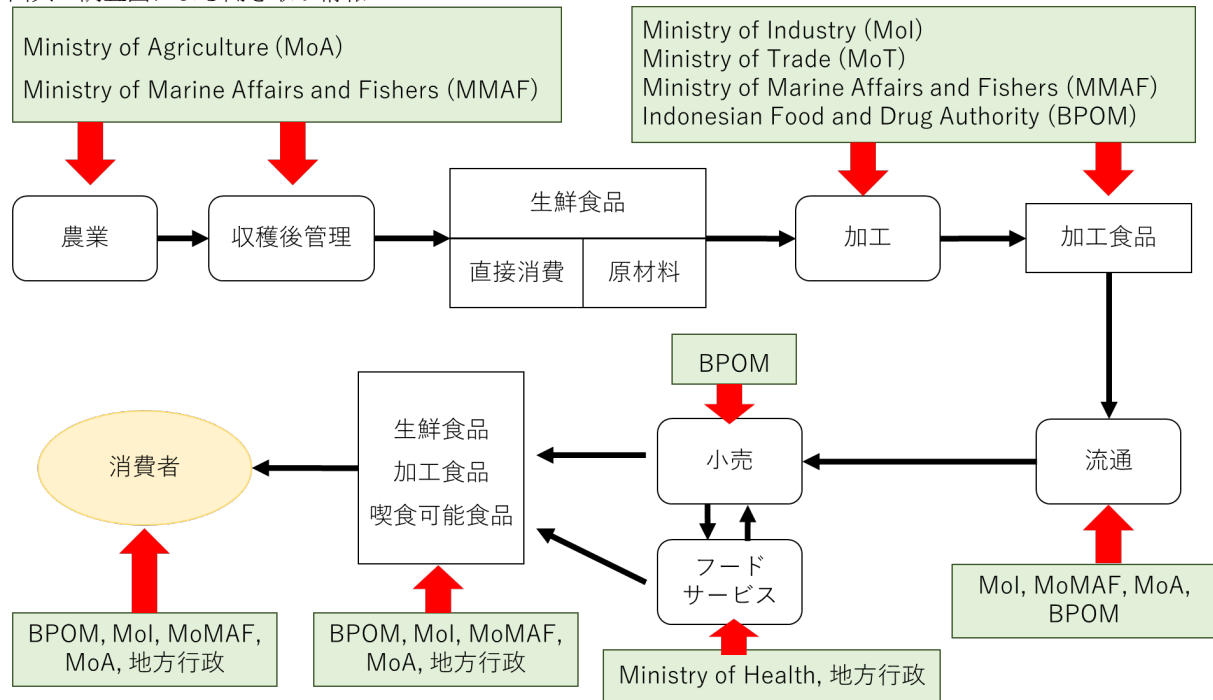 Ministry of Agriculture (MoA)
Ministry of Marine Affairs and Fishers (MMAF)
Ministry of Industry (MoI)
Ministry of Trade (MoT)
Ministry of Marine Affairs and Fishers (MMAF)
Indonesian Food and Drug Authority (BPOM)
農業
収穫後管理
生鮮食品
直接消費
原材料
加工
加工食品
BPOM
消費者
生鮮食品
加工食品
喫食可能食品
小売
流通
フード
サービス
BPOM, MoI, MoMAF,
MoA, 地方行政
BPOM, MoI, MoMAF,
MoA, 地方行政
Ministry of Health, 地方行政
MoI, MoMAF, MoA,
BPOM